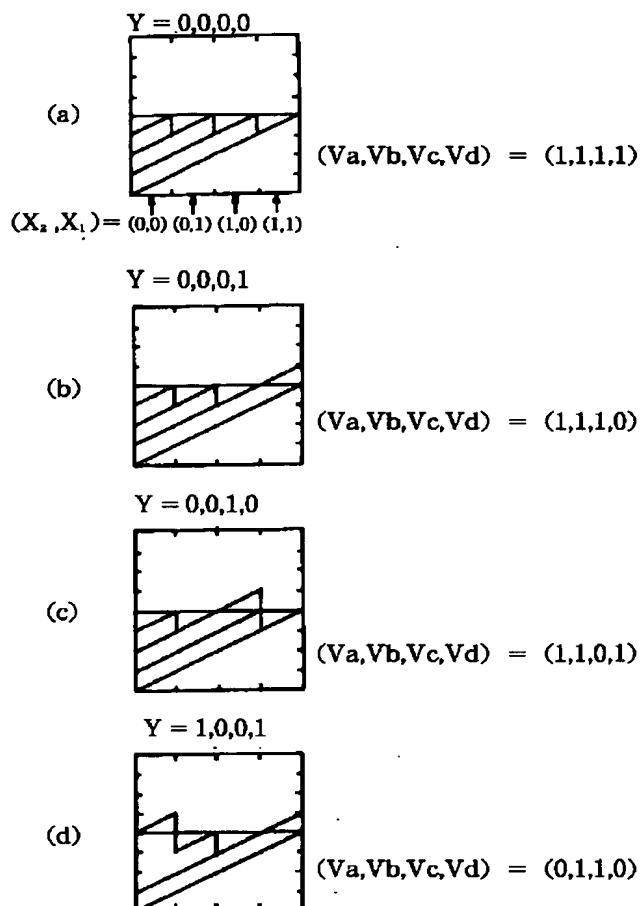 Y = 0,0,0,0
(a)
(Va,Vb,Vc,Vd) = (1,1,1,1)
(X₂ ,X₁)= (0,0) (0,1) (1,0) (1,1)
Y = 0,0,0,1
(b)
(Va,Vb,Vc,Vd) = (1,1,1,0)
Y = 0,0,1,0
(c)
(Va,Vb,Vc,Vd) = (1,1,0,1)
Y = 1,0,0,1
(d)
(Va,Vb,Vc,Vd) = (0,1,1,0)